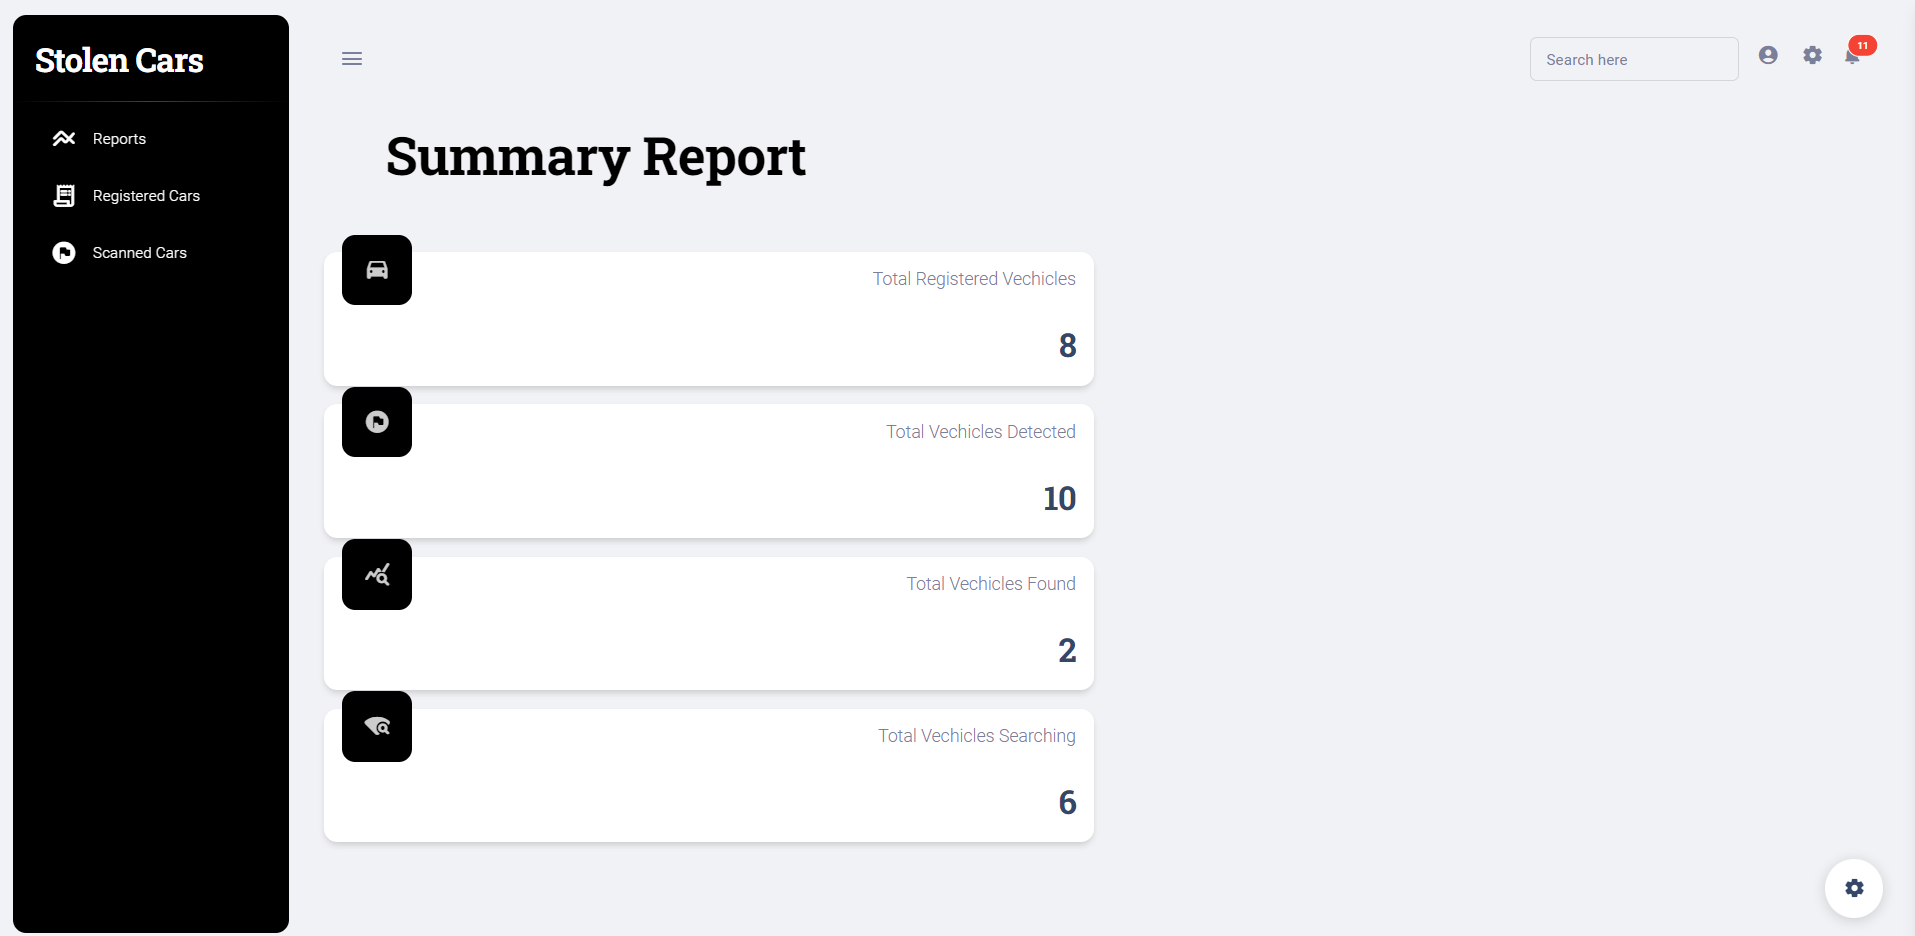 Stolen Cars
Reports
Registered Cars
Scanned Cars
Search here
11
Summary Report
Total Registered Vechicles
8
Total Vechicles Detected
10
Total Vechicles Found
2
Total Vechicles Searching
6